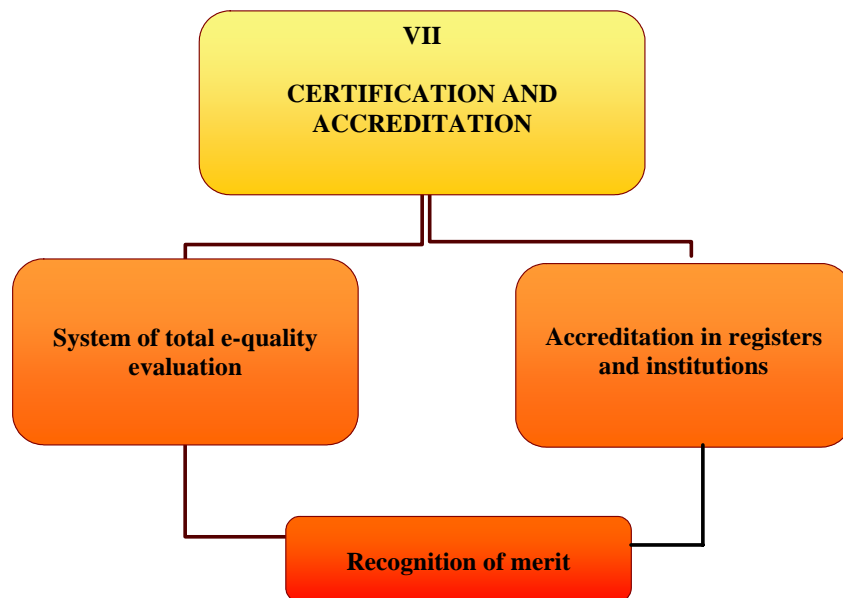 VII
CERTIFICATION AND
ACCREDITATION
System of total e-quality
evaluation
Accreditation in registers
and institutions
Recognition of merit